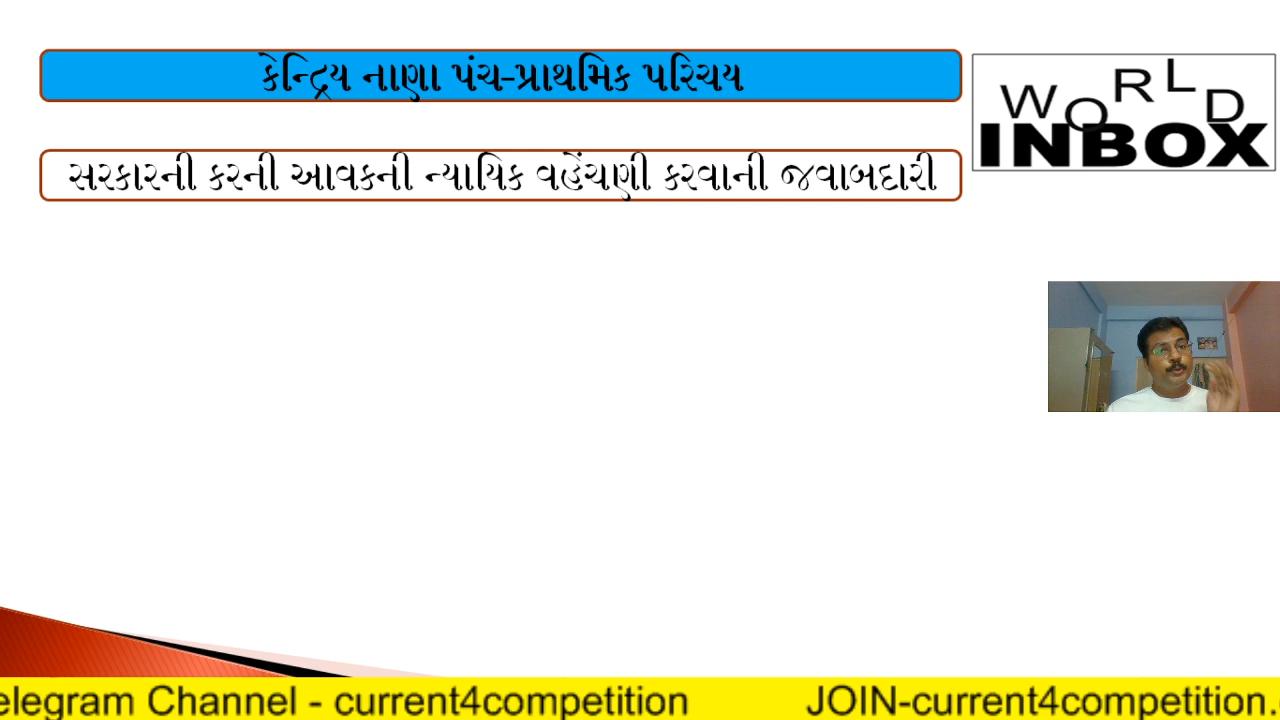 કેન્દ્રિય નાણા પંચ-પ્રાથમિક પરિચય
WORLD
INBOX
સરકારની કરની આવકની ન્યાયિક વહેંચણી કરવાની જવાબદારી
elegram Channel - current4competition JOIN-current4competition.